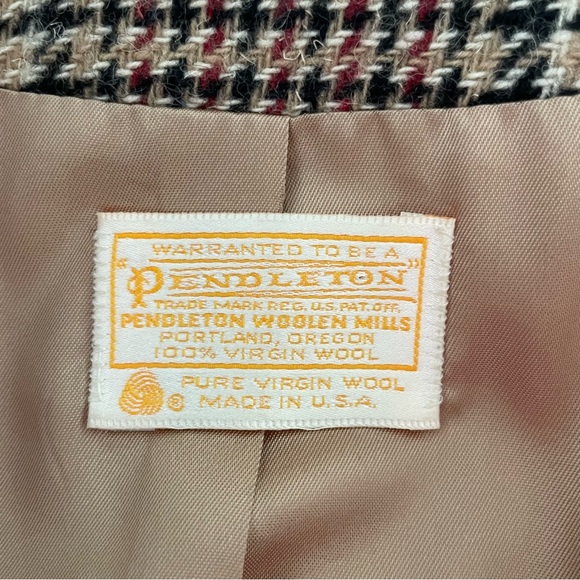 WARRANTED TO BE A
"PENDLETON"
TRADE MARK REG. U.S. PAT. OFF.
PENDLETON WOOLEN MILLS
PORTLAND, OREGON
100% VIRGIN WOOL
PURE VIRGIN WOOL
® MADE IN U.S.A.